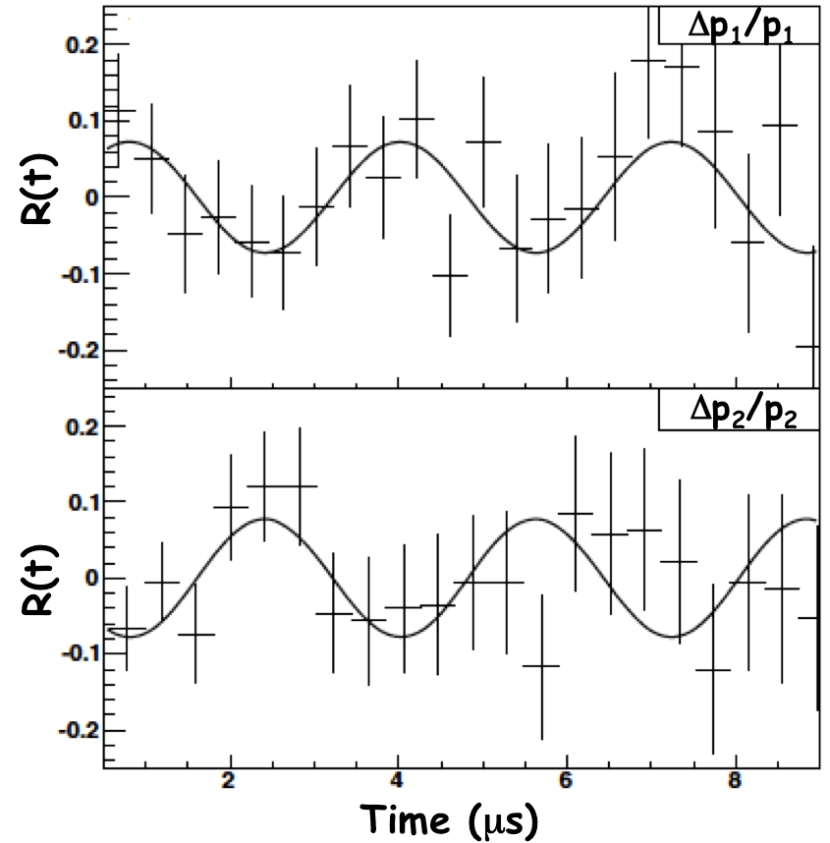 Δp₁/p₁
0.2
0.1
0
-0.1
-0.2
R(t)
Δp₂/p₂
0.2
0.1
0
-0.1
-0.2
R(t)
2 4 6 8
Time (μs)